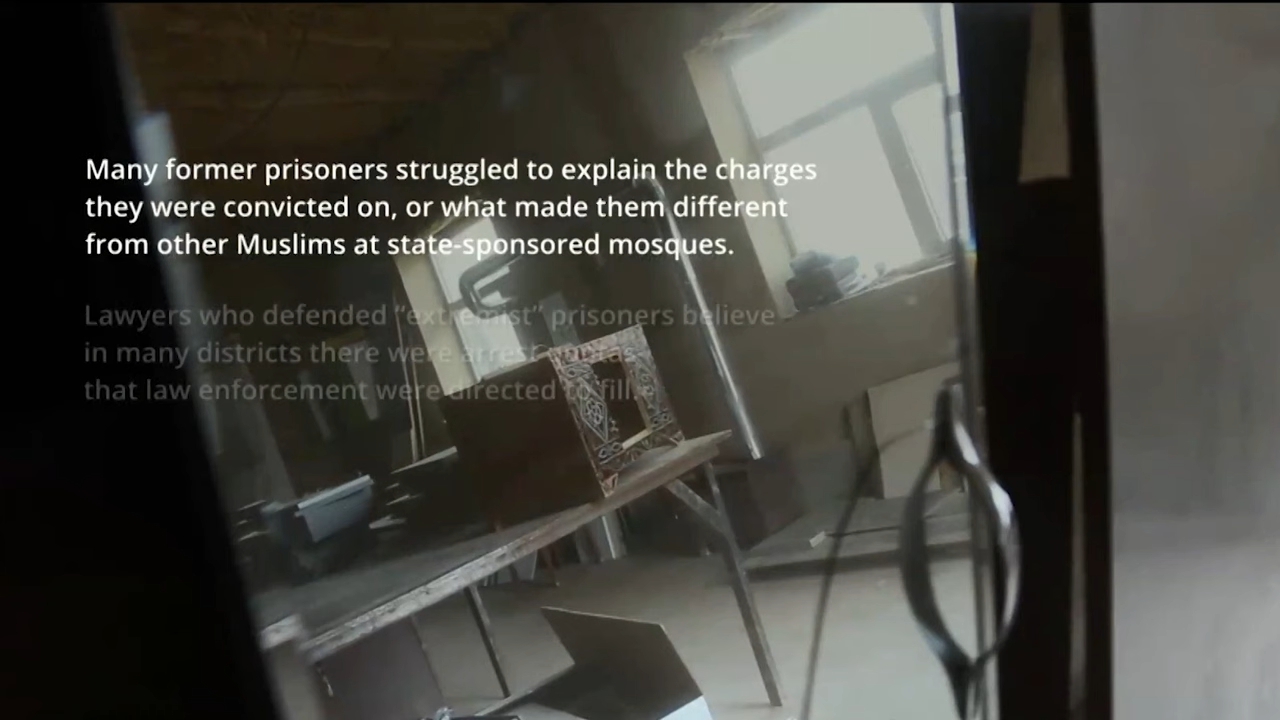 Many former prisoners struggled to explain the charges
they were convicted on, or what made them different
from other Muslims at state-sponsored mosques.
Lawyers who defended “extremist” prisoners believe
in many districts there were arrest quotas
that law enforcement were directed to fill.